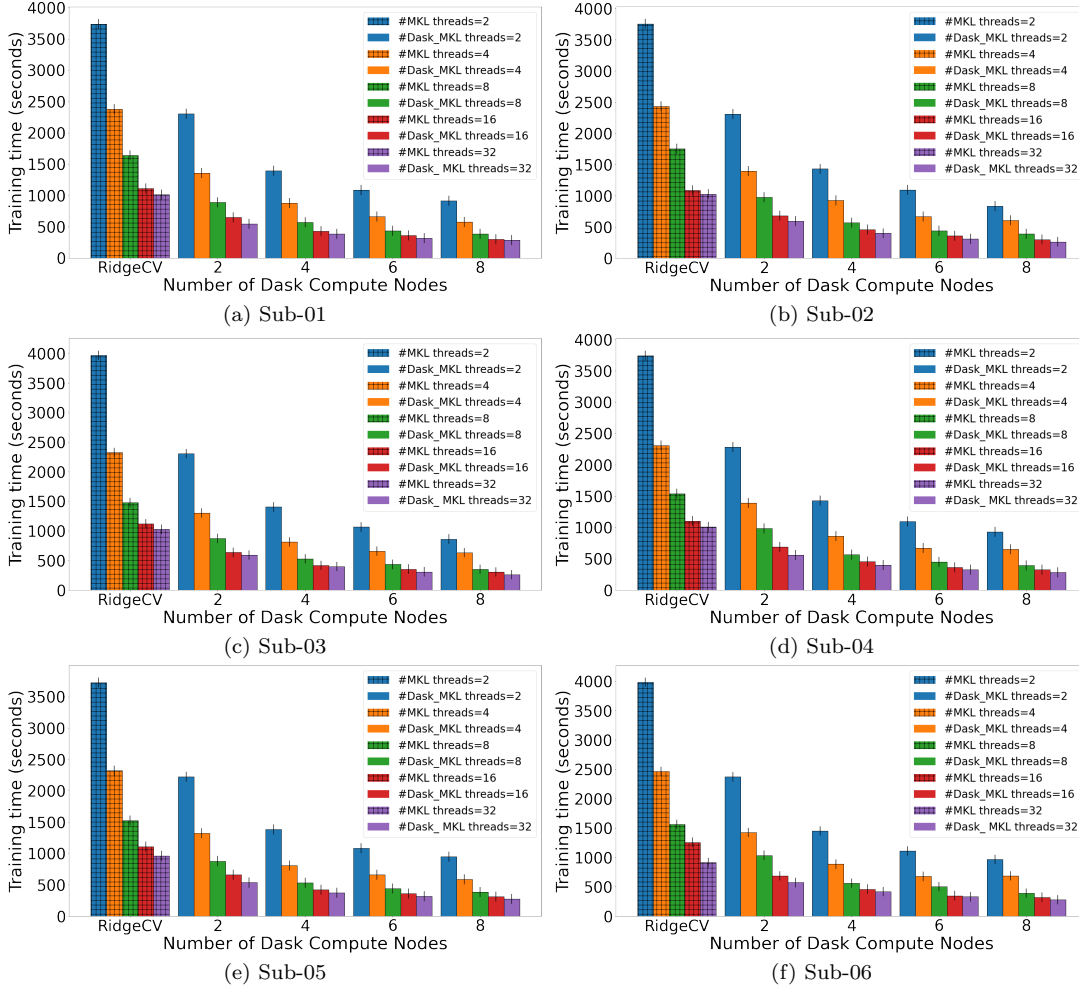 4000
3500
3000
2500
2000
1500
1000
500
0
Training time (seconds)
#MKL threads=2
#Dask_MKL threads=2
#MKL threads=4
#Dask_MKL threads=4
#MKL threads=8
#Dask_MKL threads=8
#MKL threads=16
#Dask_MKL threads=16
#MKL threads=32
#Dask_ MKL threads=32
RidgeCV 2 4 6 8
Number of Dask Compute Nodes
(a) Sub-01
4000
3500
3000
2500
2000
1500
1000
500
0
Training time (seconds)
#MKL threads=2
#Dask_MKL threads=2
#MKL threads=4
#Dask_MKL threads=4
#MKL threads=8
#Dask_MKL threads=8
#MKL threads=16
#Dask_MKL threads=16
#MKL threads=32
#Dask_ MKL threads=32
RidgeCV 2 4 6 8
Number of Dask Compute Nodes
(b) Sub-02
4000
3500
3000
2500
2000
1500
1000
500
0
Training time (seconds)
#MKL threads=2
#Dask_MKL threads=2
#MKL threads=4
#Dask_MKL threads=4
#MKL threads=8
#Dask_MKL threads=8
#MKL threads=16
#Dask_MKL threads=16
#MKL threads=32
#Dask_ MKL threads=32
RidgeCV 2 4 6 8
Number of Dask Compute Nodes
(c) Sub-03
4000
3500
3000
2500
2000
1500
1000
500
0
Training time (seconds)
#MKL threads=2
#Dask_MKL threads=2
#MKL threads=4
#Dask_MKL threads=4
#MKL threads=8
#Dask_MKL threads=8
#MKL threads=16
#Dask_MKL threads=16
#MKL threads=32
#Dask_ MKL threads=32
RidgeCV 2 4 6 8
Number of Dask Compute Nodes
(d) Sub-04
3500
3000
2500
2000
1500
1000
500
0
Training time (seconds)
#MKL threads=2
#Dask_MKL threads=2
#MKL threads=4
#Dask_MKL threads=4
#MKL threads=8
#Dask_MKL threads=8
#MKL threads=16
#Dask_MKL threads=16
#MKL threads=32
#Dask_ MKL threads=32
RidgeCV 2 4 6 8
Number of Dask Compute Nodes
(e) Sub-05
4000
3500
3000
2500
2000
1500
1000
500
0
Training time (seconds)
#MKL threads=2
#Dask_MKL threads=2
#MKL threads=4
#Dask_MKL threads=4
#MKL threads=8
#Dask_MKL threads=8
#MKL threads=16
#Dask_MKL threads=16
#MKL threads=32
#Dask_ MKL threads=32
RidgeCV 2 4 6 8
Number of Dask Compute Nodes
(f) Sub-06